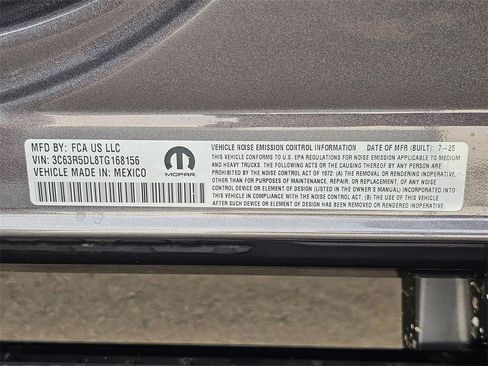 MFD BY: FCA US LLC
VIN: 3C63R5DL8TG168156
VEHICLE MADE IN: MEXICO
MOPAR
VEHICLE NOISE EMISSION CONTROL INFORMATION DATE OF MFR (BUILT): 7-25
THIS VEHICLE CONFORMS TO U.S. EPA REGULATIONS FOR NOISE EMISSION APPLICABLE TO MEDIUM
AND HEAVY TRUCKS. THE FOLLOWING ACTS OR CAUSING THEREOF BY ANY PERSON ARE
PROHIBITED BY THE NOISE CONTROL ACT OF 1972: (A) THE REMOVAL OR RENDERING INOPERATIVE,
OTHER THAN FOR PURPOSES OF MAINTENANCE, REPAIR, OR REPLACEMENT, OF ANY NOISE
CONTROL DEVICE OR ELEMENT OF DESIGN (LISTED IN THE OWNER'S MANUAL) INCORPORATED INTO
THIS VEHICLE IN COMPLIANCE WITH THE NOISE CONTROL ACT; (B) THE USE OF THIS VEHICLE AFTER
SUCH DEVICE OR ELEMENT OF DESIGN HAS BEEN REMOVED OR RENDERED INOPERATIVE.